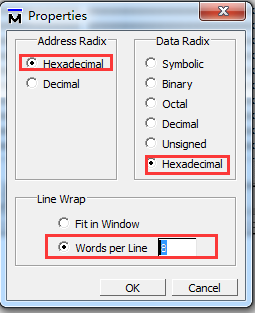 Properties
Address Radix
Hexadecimal
Decimal
Data Radix
Symbolic
Binary
Octal
Decimal
Unsigned
Hexadecimal
Line Wrap
Fit in Window
Words per Line
OK
Cancel